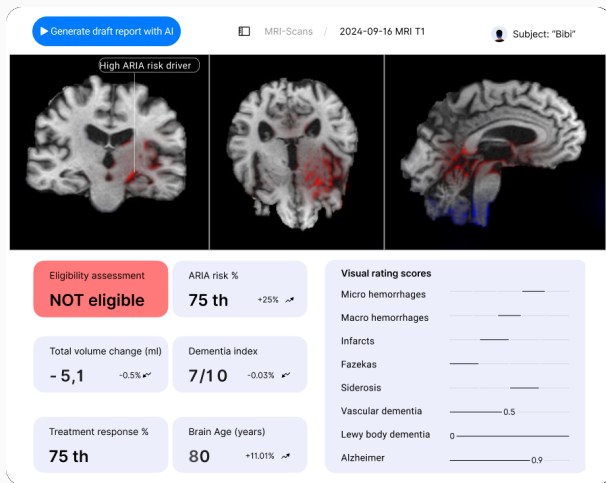 Generate draft report with AI
MRI-Scans / 2024-09-16 MRI T1
Subject: "Bibi"
High ARIA risk driver
Eligibility assessment
NOT eligible
ARIA risk %
75 th +25%
Total volume change (ml)
- 5,1 -0.5%
Dementia index
7/10 -0.03%
Treatment response %
75 th
Brain Age (years)
80 +11.01%
Visual rating scores
Micro hemorrhages
Macro hemorrhages
Infarcts
Fazekas
Siderosis
Vascular dementia 0.5
Lewy body dementia 0
Alzheimer 0.9